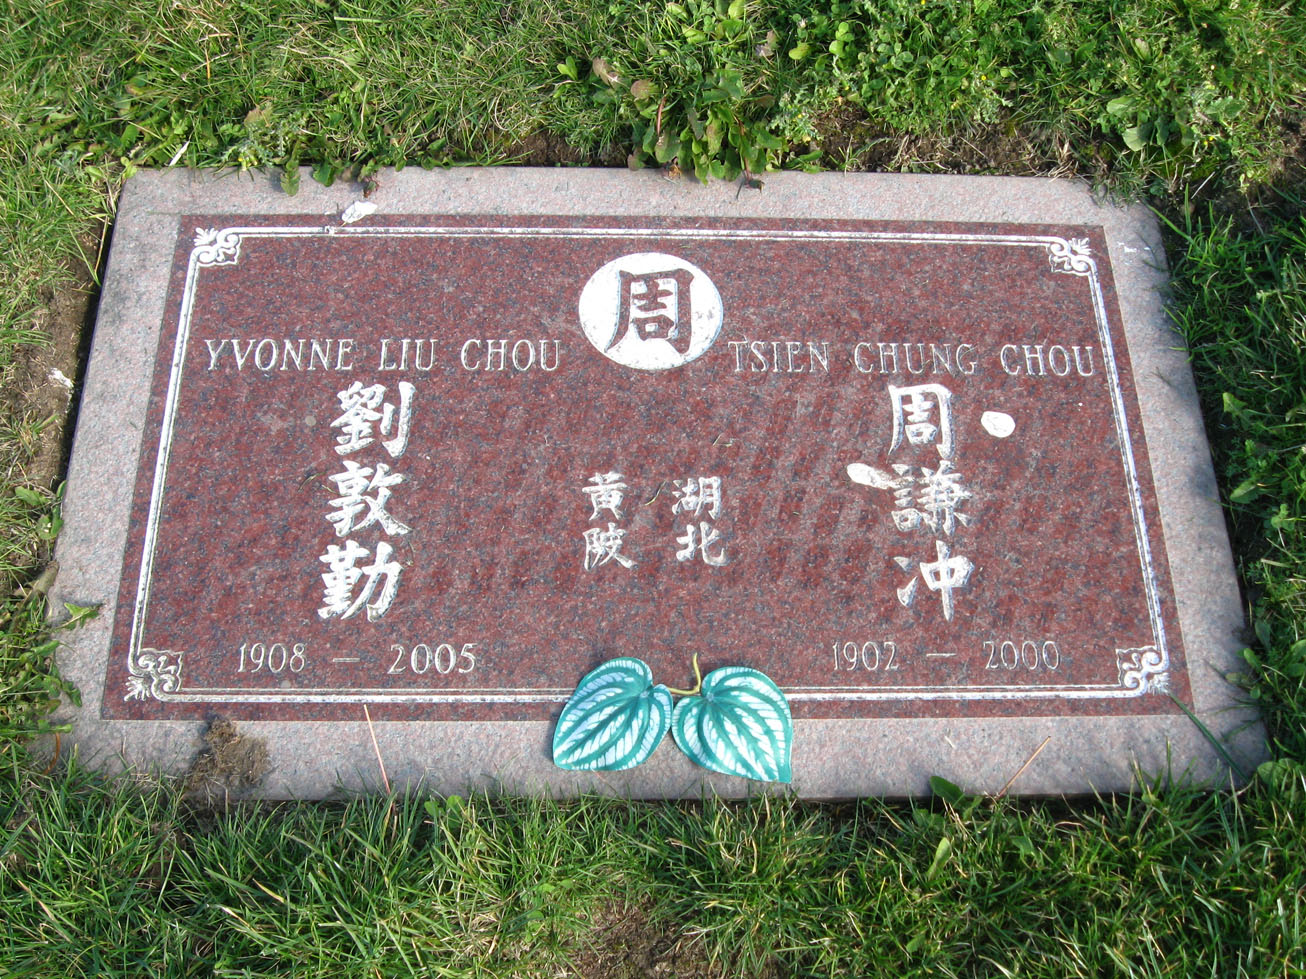 周
YVONNE LIU CHOU
TSIEN CHUNG CHOU
劉敦勤
湖北
黄陂
周謙冲
1908 — 2005
1902 — 2000